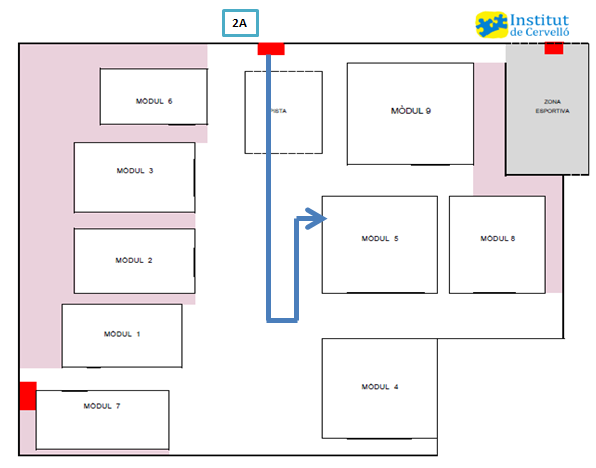 2A
Institut
de Cervelló
MÒDUL 6
PISTA
MÒDUL 9
ZONA
ESPORTIVA
MÒDUL 3
MÒDUL 5
MÒDUL 8
MÒDUL 2
MÒDUL 1
MÒDUL 4
MÒDUL 7